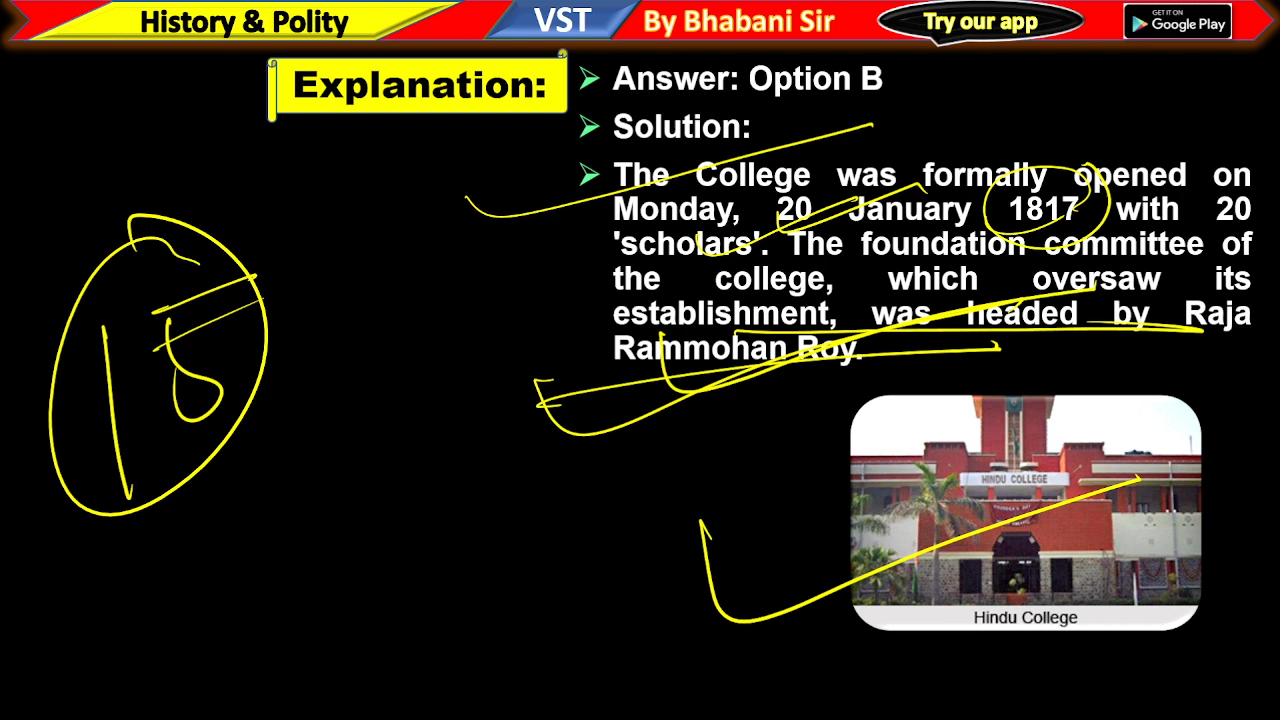 History & Polity
VST
By Bhabani Sir
Try our app
GET IT ON
Google Play
Explanation:
Answer: Option B
Solution:
The College was formally opened on
Monday, 20 January 1817 with 20
'scholars'. The foundation committee of
the college, which oversaw its
establishment, was headed by Raja
Rammohan Roy.
18
HINDU COLLEGE
Hindu College